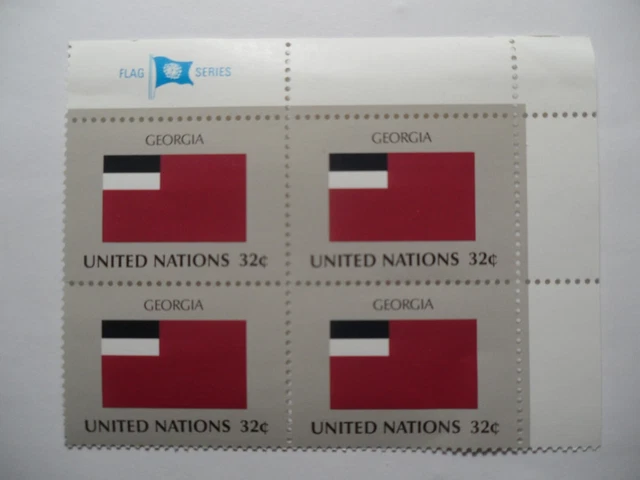 FLAG SERIES
GEORGIA GEORGIA
UNITED NATIONS 32¢ UNITED NATIONS 32¢
GEORGIA GEORGIA
UNITED NATIONS 32¢ UNITED NATIONS 32¢